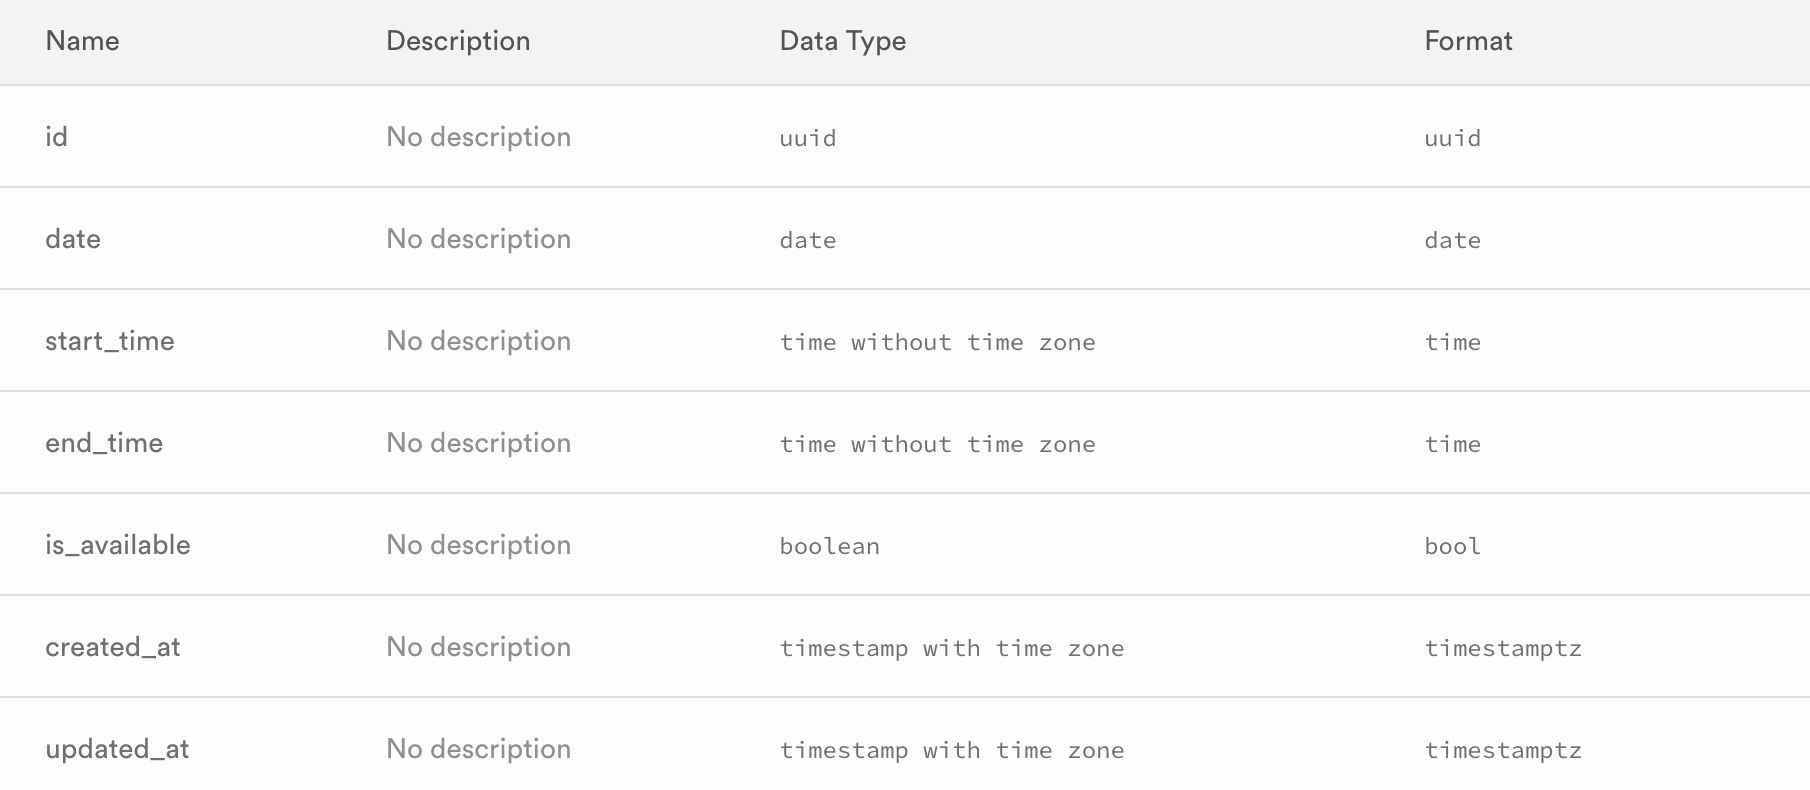 Name Description Data Type Format
id No description uuid uuid
date No description date date
start_time No description time without time zone time
end_time No description time without time zone time
is_available No description boolean bool
created_at No description timestamp with time zone timestamptz
updated_at No description timestamp with time zone timestamptz